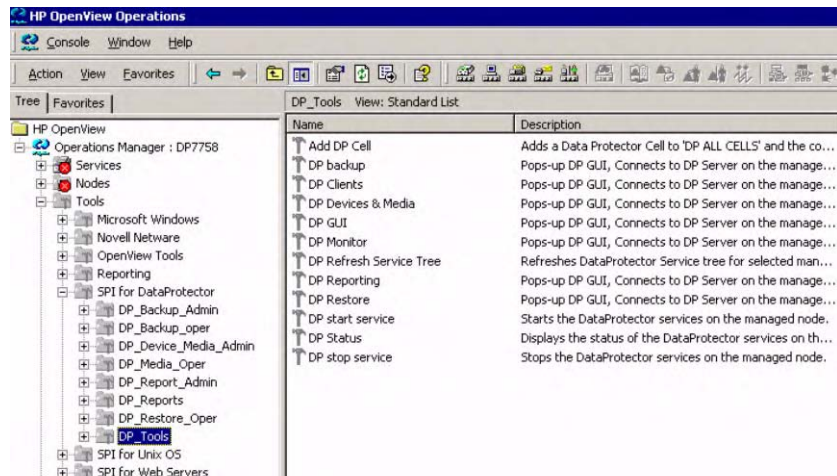 HP OpenView Operations
Console Window Help
Action View Favorites
Tree Favorites
DP_Tools View: Standard List
HP OpenView
Operations Manager : DP7758
Services
Nodes
Tools
Microsoft Windows
Novell Netware
OpenView Tools
Reporting
SPI for DataProtector
DP_Backup_Admin
DP_Backup_oper
DP_Device_Media_Admin
DP_Media_Oper
DP_Report_Admin
DP_Reports
DP_Restore_Oper
DP_Tools
SPI for Unix OS
SPI for Web Servers
Name Description
Add DP Cell Adds a Data Protector Cell to 'DP ALL CELLS' and the co...
DP backup Pops-up DP GUI, Connects to DP Server on the manage...
DP Clients Pops-up DP GUI, Connects to DP Server on the manage...
DP Devices & Media Pops-up DP GUI, Connects to DP Server on the manage...
DP GUI Pops-up DP GUI, Connects to DP Server on the manage...
DP Monitor Pops-up DP GUI, Connects to DP Server on the manage...
DP Refresh Service Tree Refreshes DataProtector Service tree for selected man...
DP Reporting Pops-up DP GUI, Connects to DP Server on the manage...
DP Restore Pops-up DP GUI, Connects to DP Server on the manage...
DP start service Starts the DataProtector services on the managed node.
DP Status Displays the status of the DataProtector services on th...
DP stop service Stops the DataProtector services on the managed node.